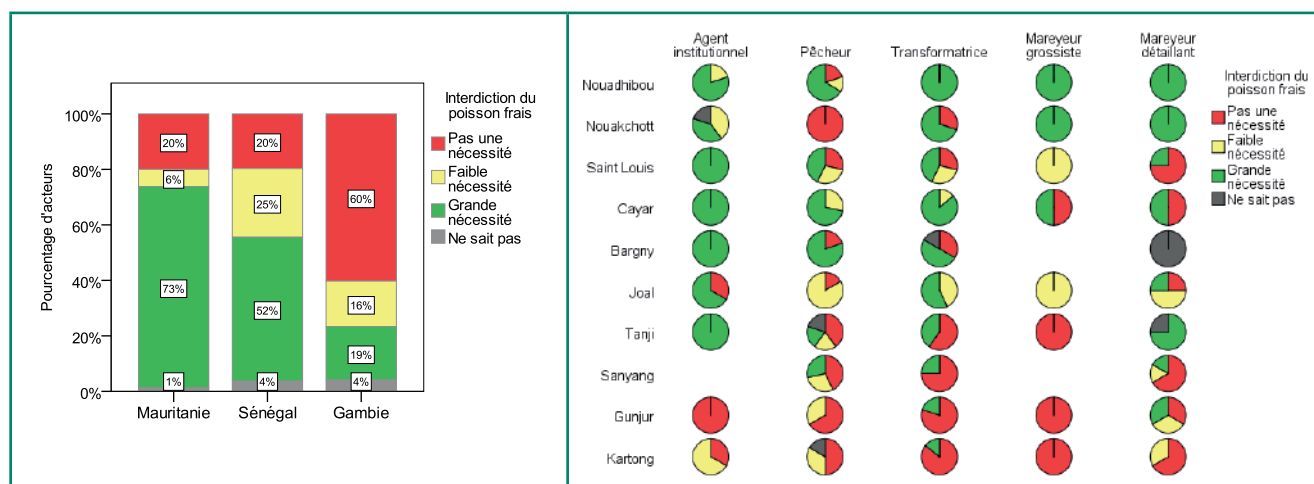 Interdiction du
poisson frais
Pas une
nécessité
Faible
nécessité
Grande
nécessité
Ne sait pas
Pourcentage d'acteurs
100%
80%
60%
40%
20%
0%
20%
6%
73%
1%
20%
25%
52%
4%
60%
16%
19%
4%
Mauritanie
Sénégal
Gambie
Agent
institutionnel
Pêcheur
Transformatrice
Mareyeur
grossiste
Mareyeur
détaillant
Nouadhibou
Nouakchott
Saint Louis
Cayar
Bargny
Joal
Tanji
Sanyang
Gunjur
Kartong
Interdiction du
poisson frais
Pas une
nécessité
Faible
nécessité
Grande
nécessité
Ne sait pas